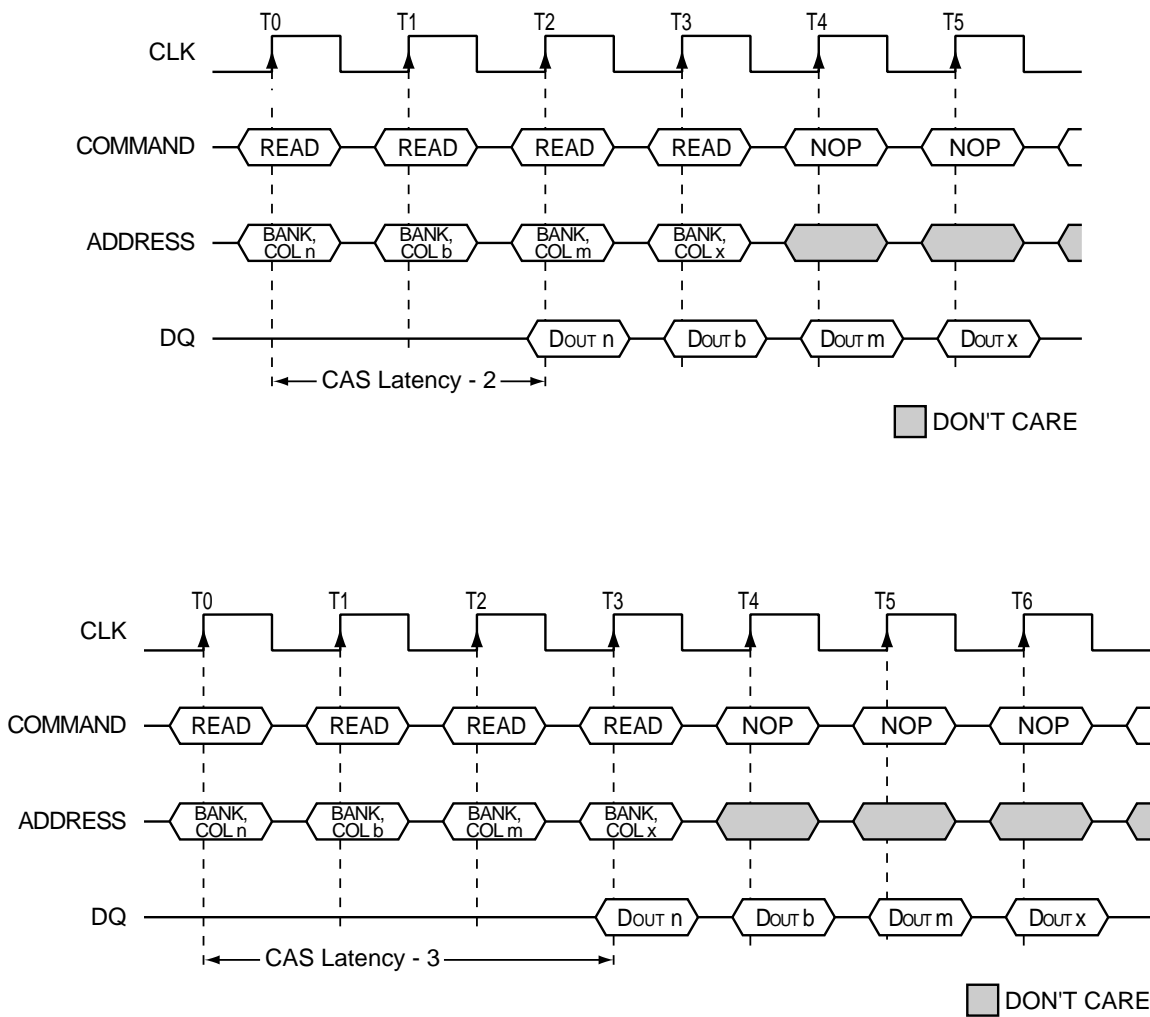 T0 T1 T2 T3 T4 T5
CLK
COMMAND READ READ READ READ NOP NOP
ADDRESS BANK, COL n BANK, COL b BANK, COL m BANK, COL x
DQ DOUT n DOUT b DOUT m DOUT x
CAS Latency - 2
DON'T CARE
T0 T1 T2 T3 T4 T5 T6
CLK
COMMAND READ READ READ READ NOP NOP NOP
ADDRESS BANK, COL n BANK, COL b BANK, COL m BANK, COL x
DQ DOUT n DOUT b DOUT m DOUT x
CAS Latency - 3
DON'T CARE